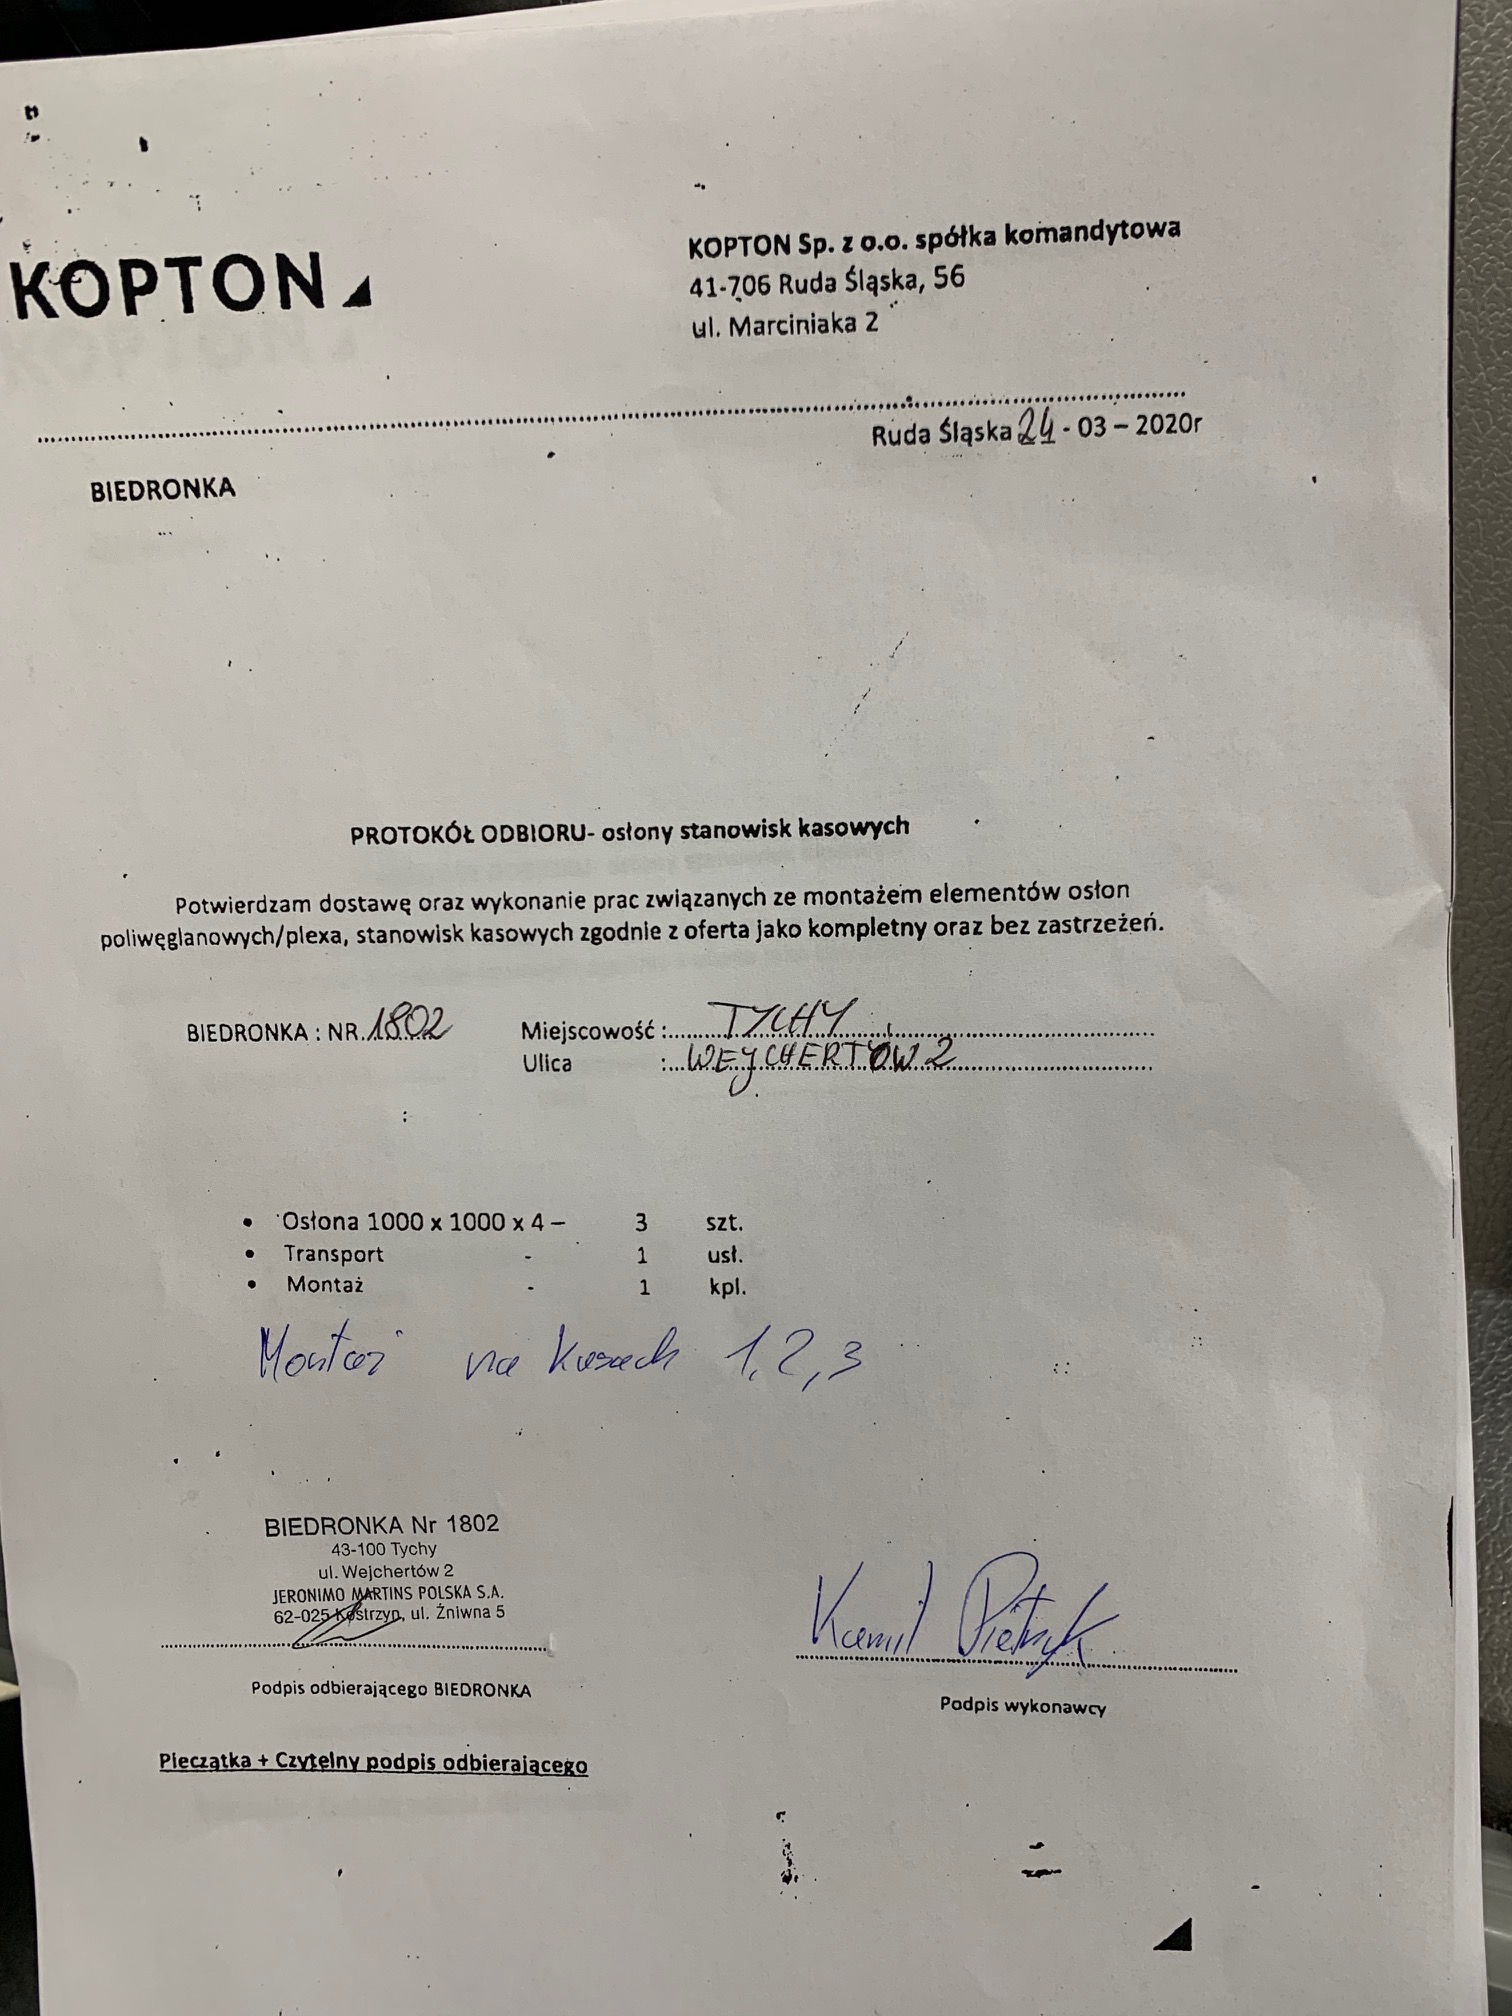 KOPTON
KOPTON Sp. z o.o. spółka komandytowa
41-706 Ruda Śląska, 56
ul. Marciniaka 2
Ruda Śląska 24 - 03 – 2020r
BIEDRONKA
PROTOKÓŁ ODBIORU- osłony stanowisk kasowych
Potwierdzam dostawę oraz wykonanie prac związanych ze montażem elementów osłon
poliwęglanowych/plexa, stanowisk kasowych zgodnie z oferta jako kompletny oraz bez zastrzeżeń.
BIEDRONKA : NR. 1802 Miejscowość :.... TYCHY
Ulica :... WEJCHERTÓW 2
• Osłona 1000 x 1000 x 4 – 3 szt.
• Transport - 1 usł.
• Montaż - 1 kpl.
Montaż na kasach 1, 2, 3
BIEDRONKA Nr 1802
43-100 Tychy
ul. Wejchertów 2
JERONIMO MARTINS POLSKA S.A.
62-025 Kostrzyn, ul. Żniwna 5
Kamil Pietrzyk
Podpis odbierającego BIEDRONKA
Podpis wykonawcy
Pieczątka + Czytelny podpis odbierającego